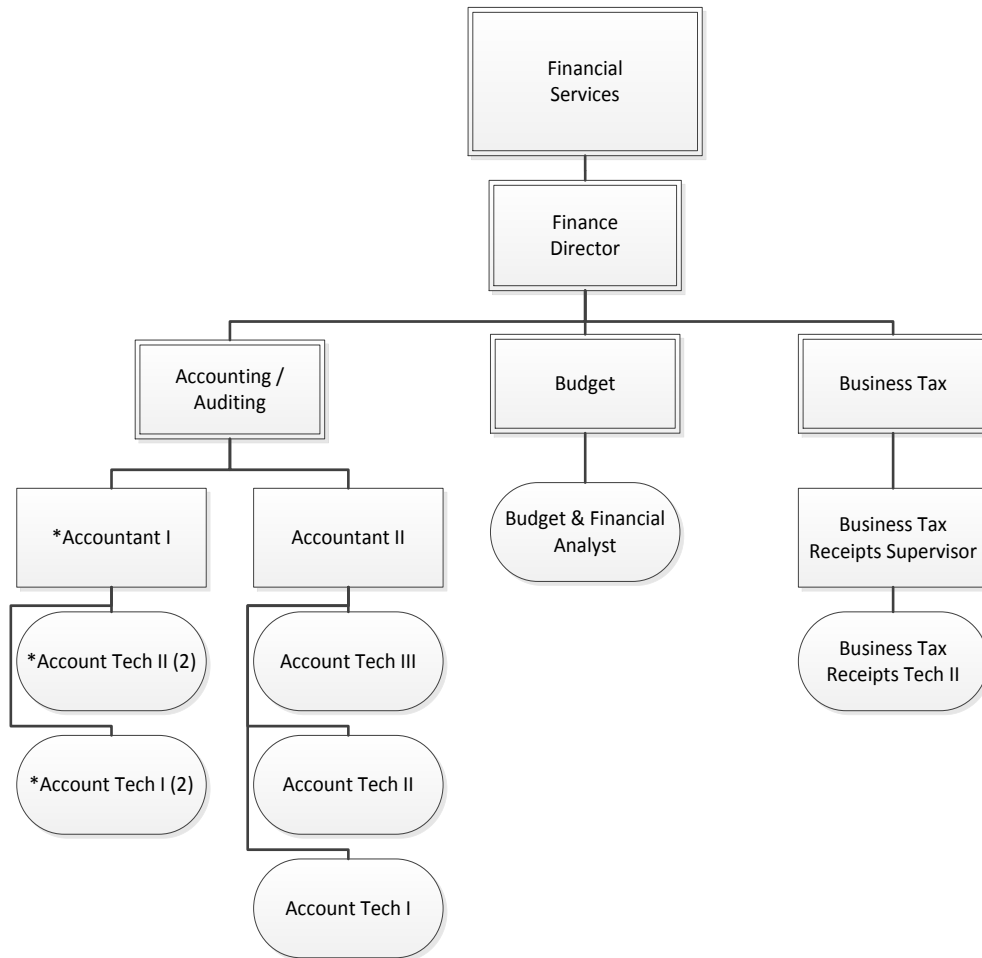 Financial
Services
Finance
Director
Accounting /
Auditing
Budget
Business Tax
*Accountant I
Accountant II
Budget & Financial
Analyst
Business Tax
Receipts Supervisor
*Account Tech II (2)
Account Tech III
Business Tax
Receipts Tech II
*Account Tech I (2)
Account Tech II
Account Tech I